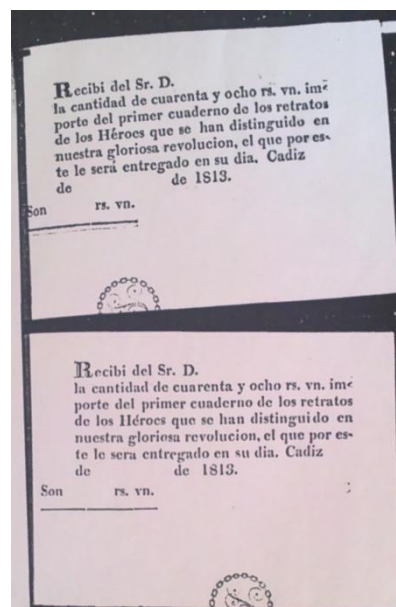 Recibi del Sr. D.
la cantidad de cuarenta y ocho rs. vn. im-
porte del primer cuaderno de los retratos
de los Héroes que se han distinguido en
nuestra gloriosa revolucion, el que por es-
te le será entregado en su dia. Cadiz
de de 1813.
Son rs. vn.
Recibi del Sr. D.
la cantidad de cuarenta y ocho rs. vn. im-
porte del primer cuaderno de los retratos
de los Héroes que se han distinguido en
nuestra gloriosa revolucion, el que por es-
te le sera entregado en su dia. Cadiz
de de 1813.
Son rs. vn.